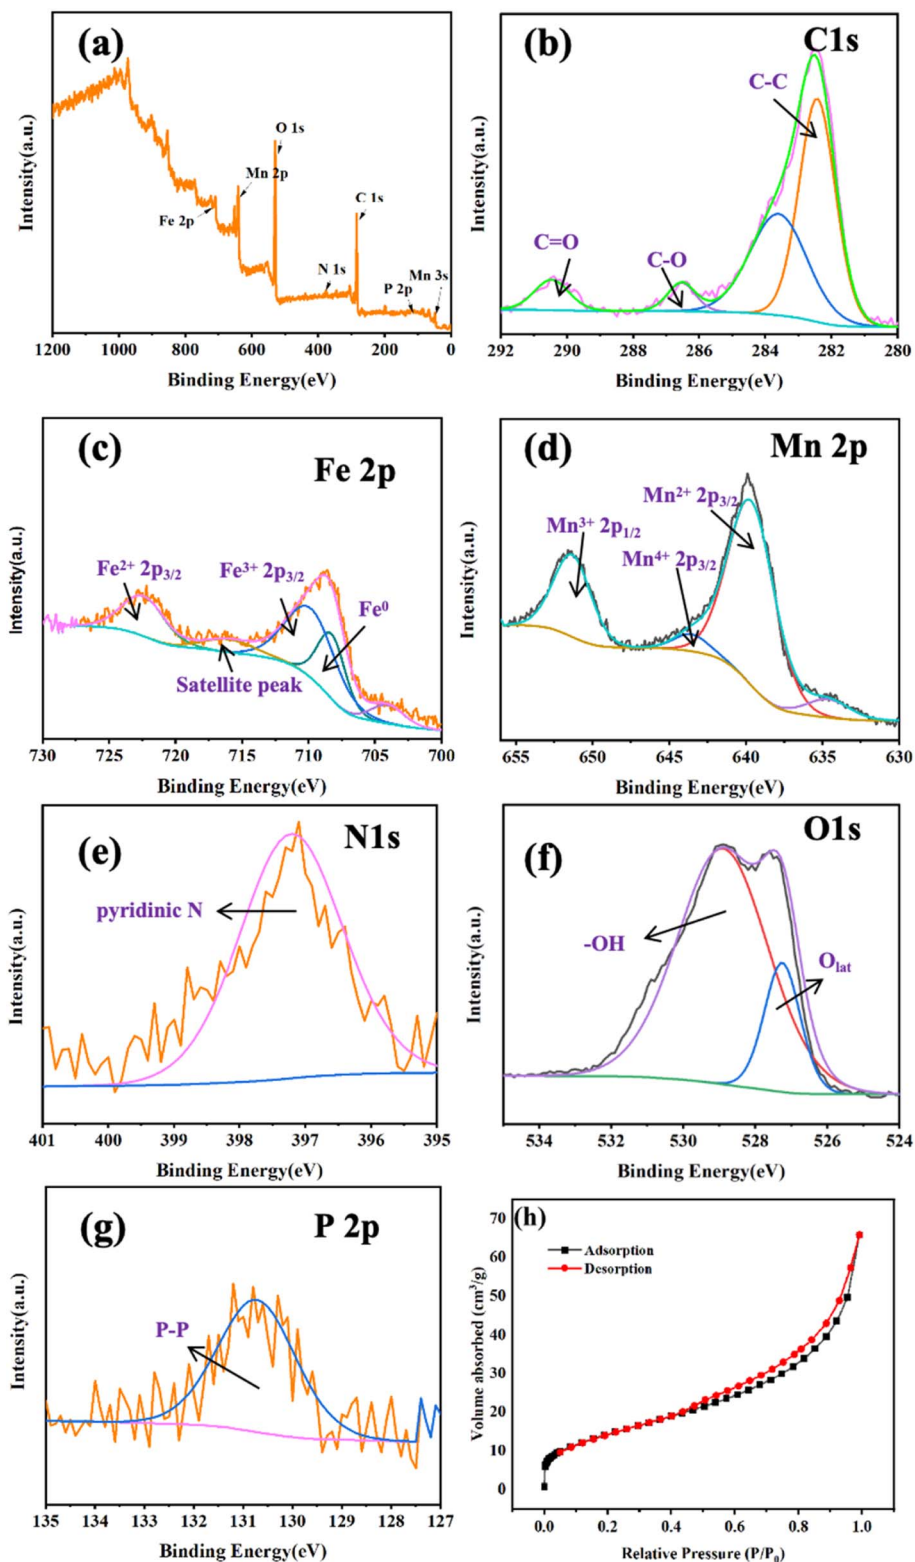 (a)
O 1s
Mn 2p
Fe 2p
C 1s
N 1s
Mn 3s
P 2p
Intensity(a.u.)
1200 1000 800 600 400 200 0
Binding Energy(eV)
(b)
C1s
C-C
C=O
C-O
Intensity(a.u.)
292 290 288 286 284 282 280
Binding Energy(eV)
(c)
Fe 2p
Fe²⁺ 2p₃/₂
Fe³⁺ 2p₃/₂
Fe⁰
Satellite peak
Intensity(a.u.)
730 725 720 715 710 705 700
Binding Energy(eV)
(d)
Mn 2p
Mn²⁺ 2p₃/₂
Mn³⁺ 2p₁/₂
Mn⁴⁺ 2p₃/₂
Intensity(a.u.)
655 650 645 640 635 630
Binding Energy(eV)
(e)
N1s
pyridinic N
Intensity(a.u.)
401 400 399 398 397 396 395
Binding Energy(eV)
(f)
O1s
-OH
Olat
Intensity(a.u.)
534 532 530 528 526 524
Binding Energy(eV)
(g)
P 2p
P-P
Intensity(a.u.)
135 134 133 132 131 130 129 128 127
Binding Energy(eV)
(h)
Adsorption
Desorption
Volume absorbed (cm³/g)
70
60
50
40
30
20
10
0
0.0 0.2 0.4 0.6 0.8 1.0
Relative Pressure (P/P₀)